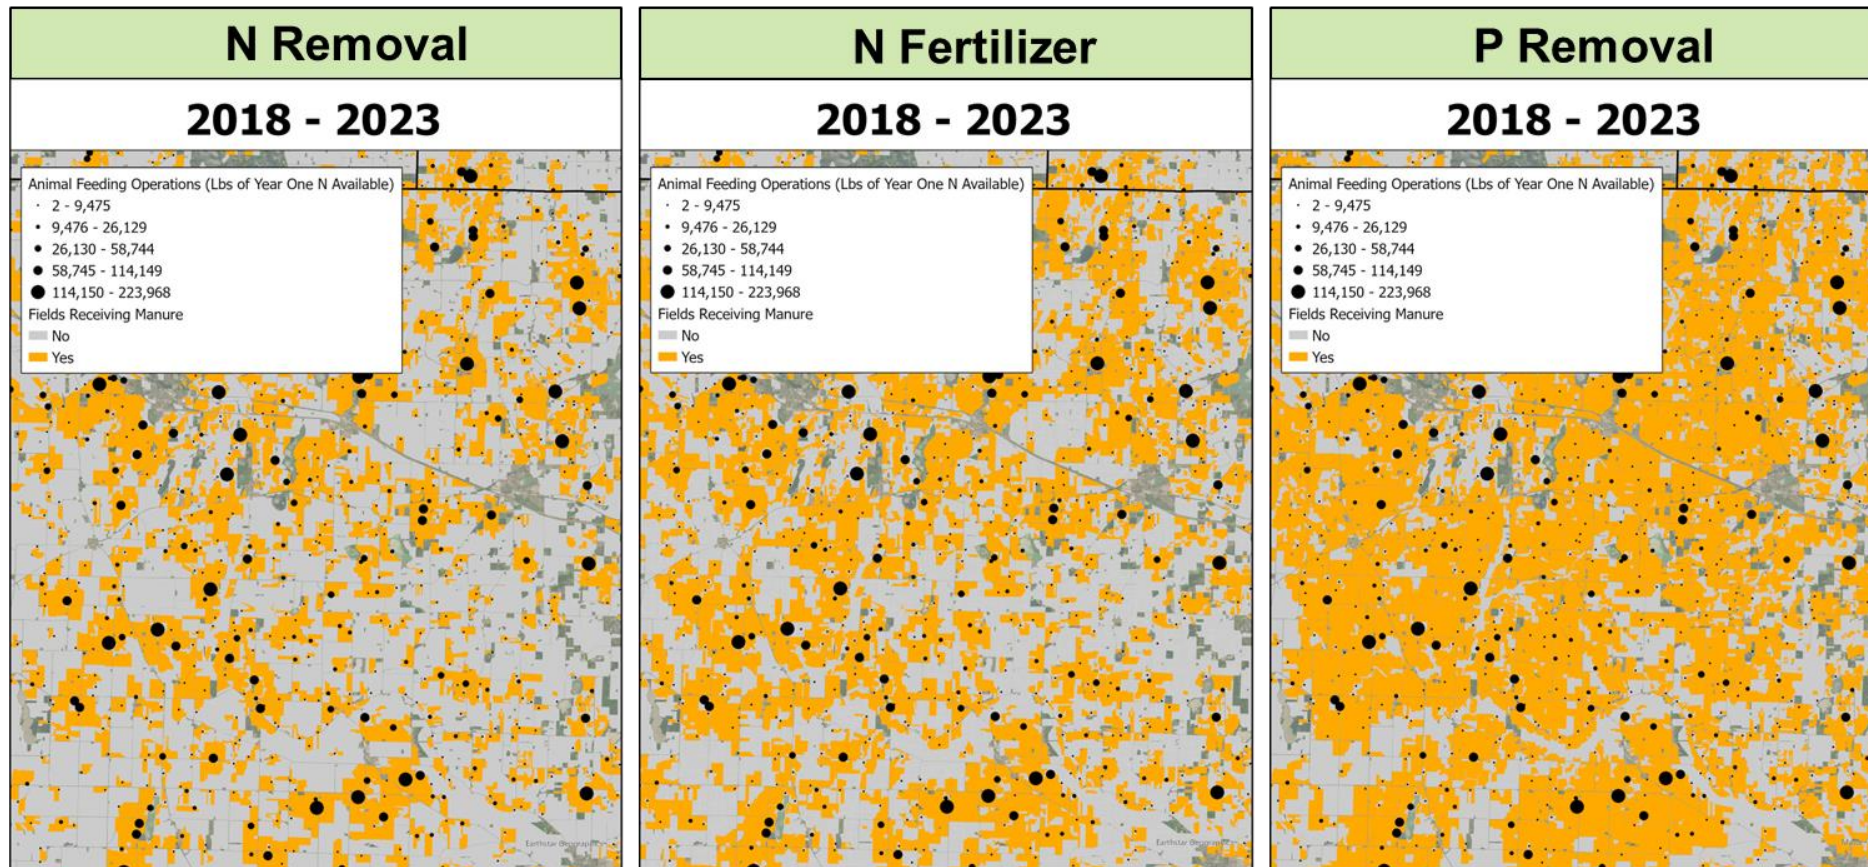 N Removal
2018 - 2023
Animal Feeding Operations (Lbs of Year One N Available)
2 - 9,475
9,476 - 26,129
26,130 - 58,744
58,745 - 114,149
114,150 - 223,968
Fields Receiving Manure
No
Yes
Earthstar Geographics
N Fertilizer
2018 - 2023
Animal Feeding Operations (Lbs of Year One N Available)
2 - 9,475
9,476 - 26,129
26,130 - 58,744
58,745 - 114,149
114,150 - 223,968
Fields Receiving Manure
No
Yes
Earthstar Geographics
P Removal
2018 - 2023
Animal Feeding Operations (Lbs of Year One N Available)
2 - 9,475
9,476 - 26,129
26,130 - 58,744
58,745 - 114,149
114,150 - 223,968
Fields Receiving Manure
No
Yes